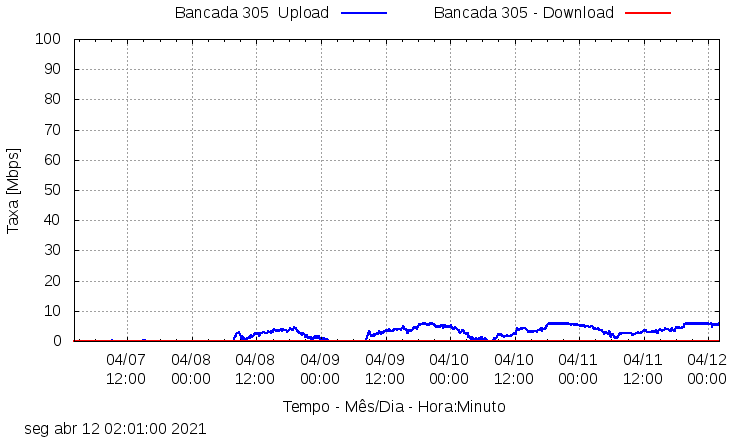 Bancada 305  Upload
Bancada 305 - Download
100
90
80
70
60
50
40
30
20
10
0
Taxa [Mbps]
04/07 04/08 04/08 04/09 04/09 04/10 04/10 04/11 04/11 04/12
12:00 00:00 12:00 00:00 12:00 00:00 12:00 00:00 12:00 00:00
Tempo - Mês/Dia - Hora:Minuto
seg abr 12 02:01:00 2021